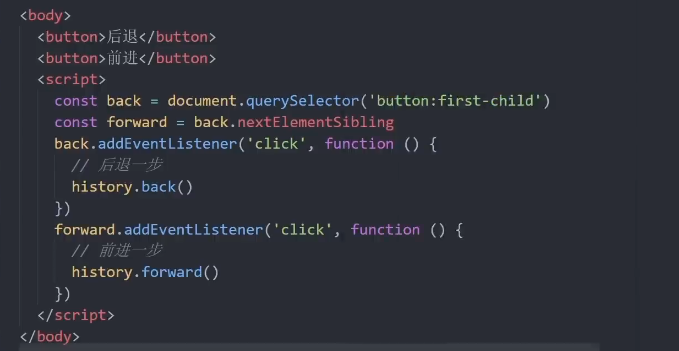 <body>
<button>后退</button>
<button>前进</button>
<script>
const back = document.querySelector('button:first-child')
const forward = back.nextElementSibling
back.addEventListener('click', function () {
// 后退一步
history.back()
})
forward.addEventListener('click', function () {
// 前进一步
history.forward()
})
</script>
</body>